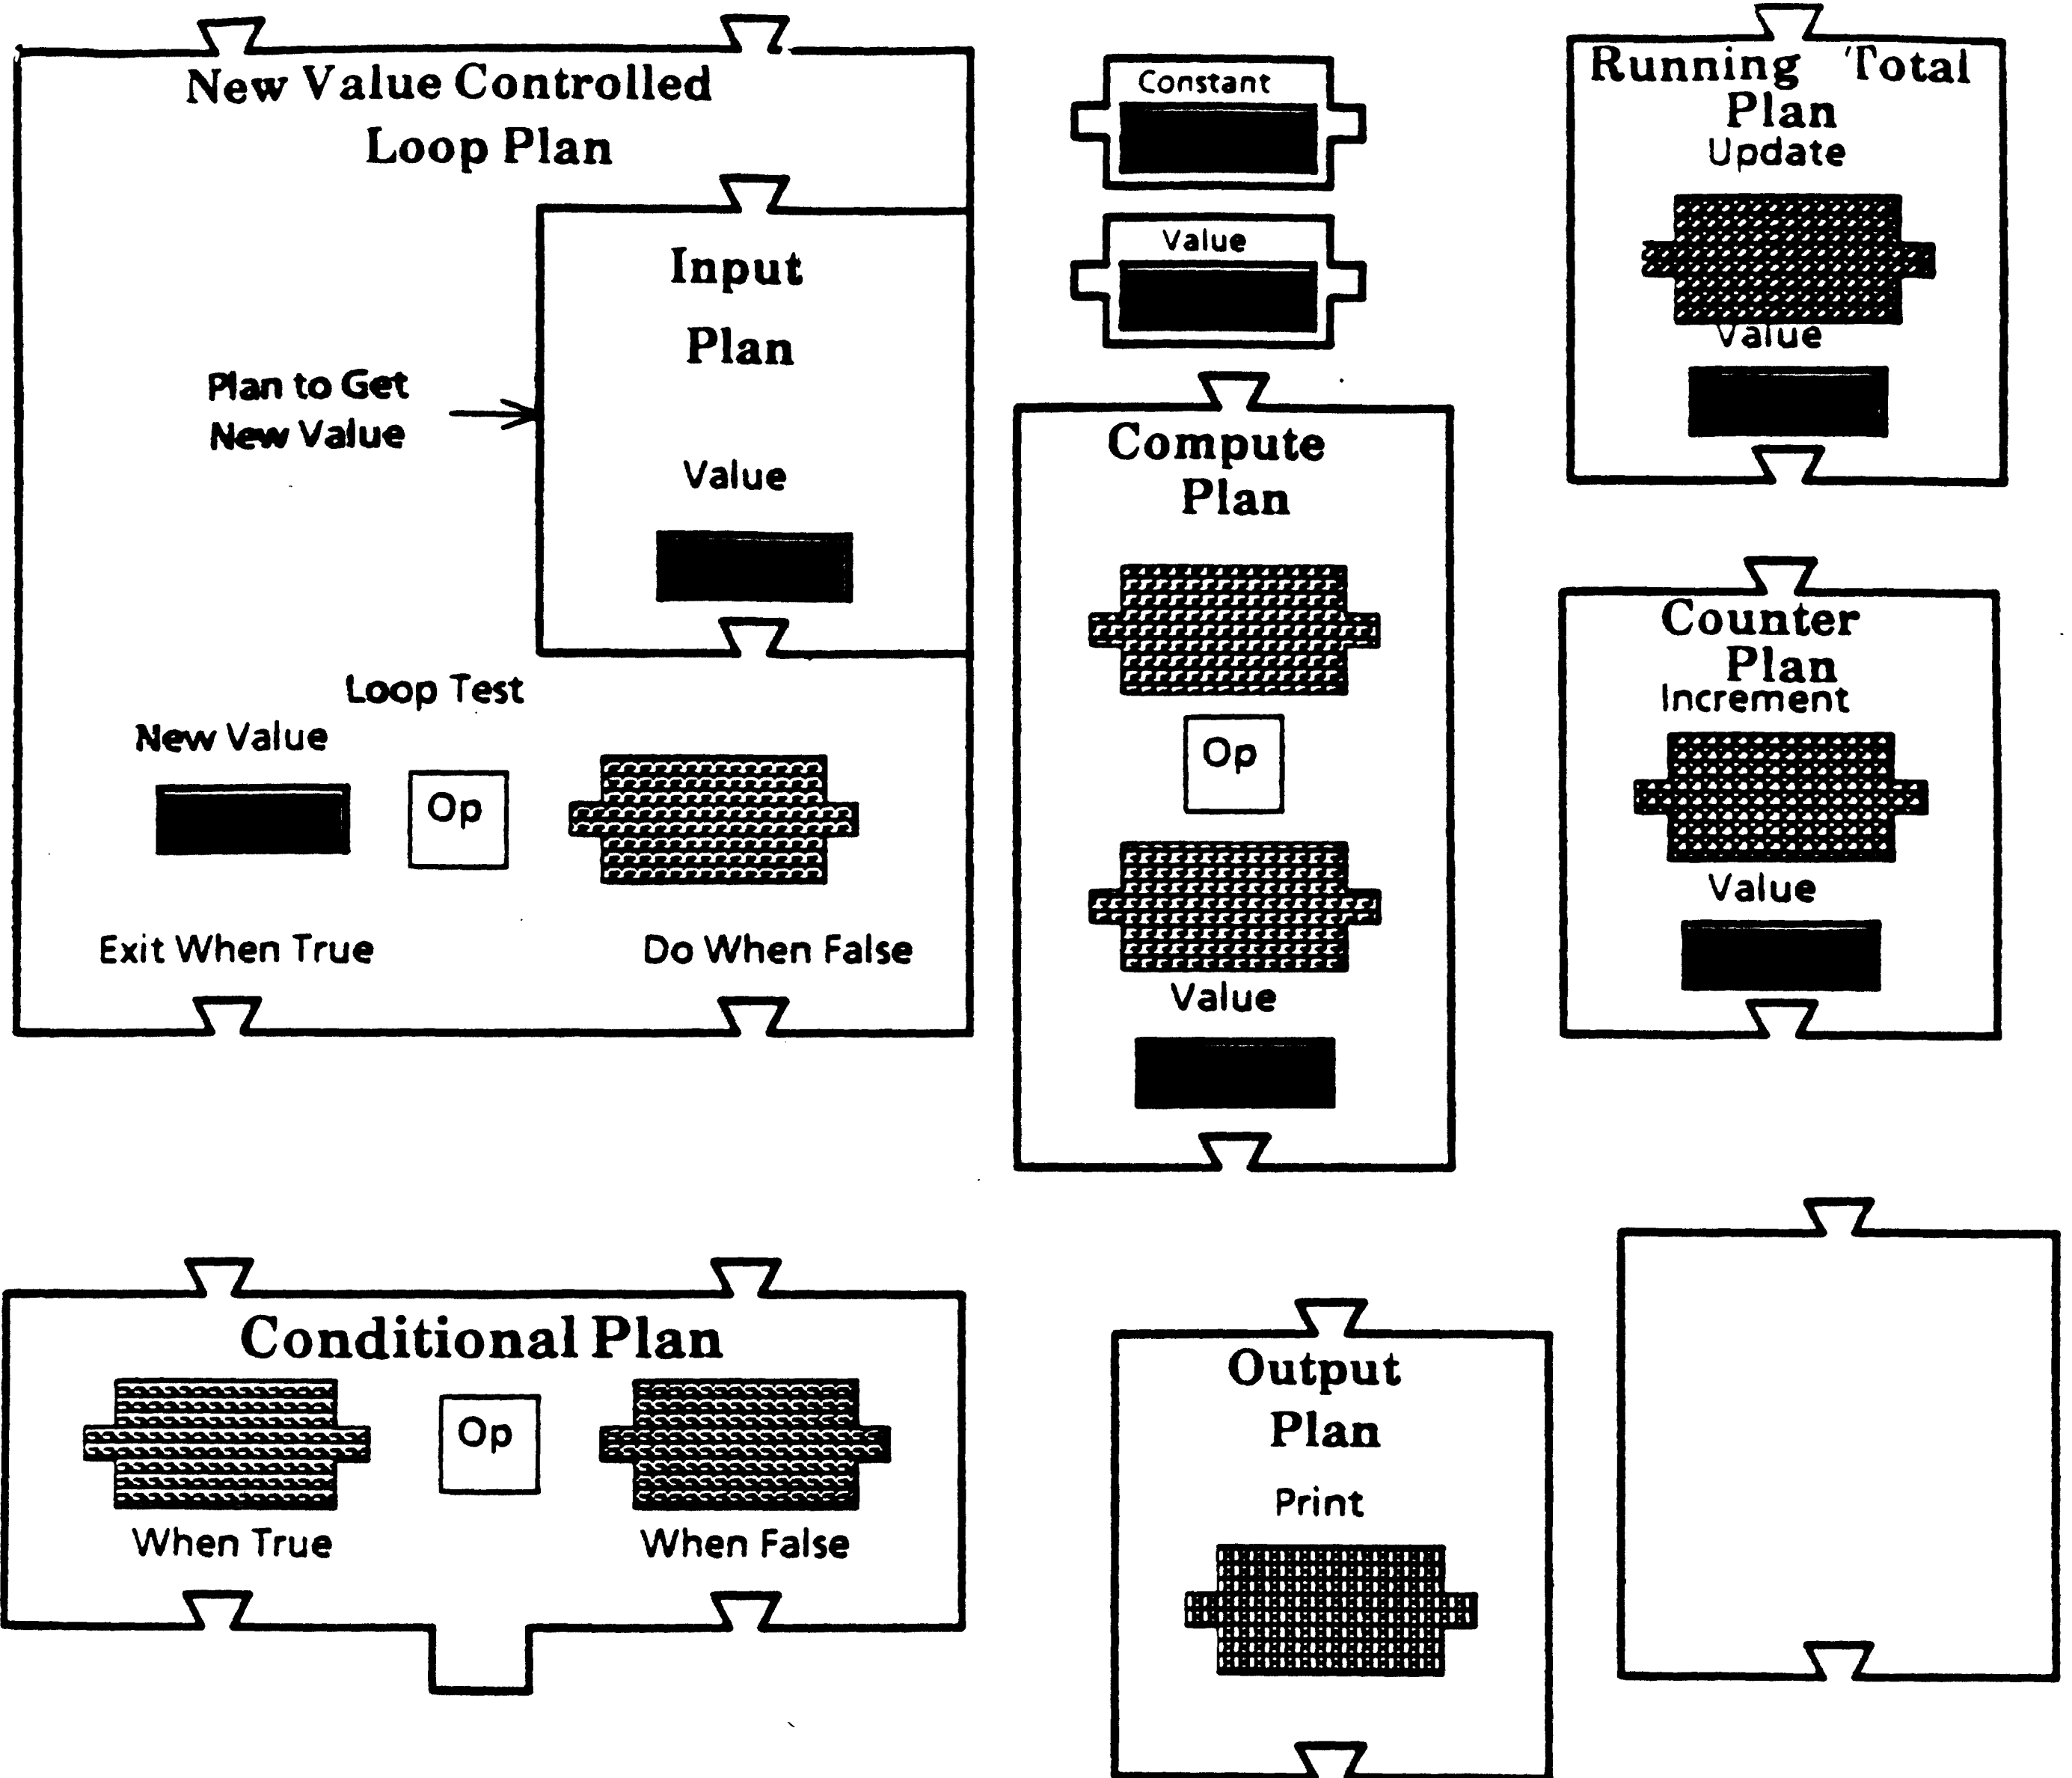 New Value Controlled
Loop Plan
Input
Plan
Plan to Get
New Value
Value
Loop Test
New Value
Op
Exit When True
Do When False
Constant
Value
Compute
Plan
Op
Value
Running Total
Plan
Update
Value
Counter
Plan
Increment
Value
Conditional Plan
Op
When True
When False
Output
Plan
Print